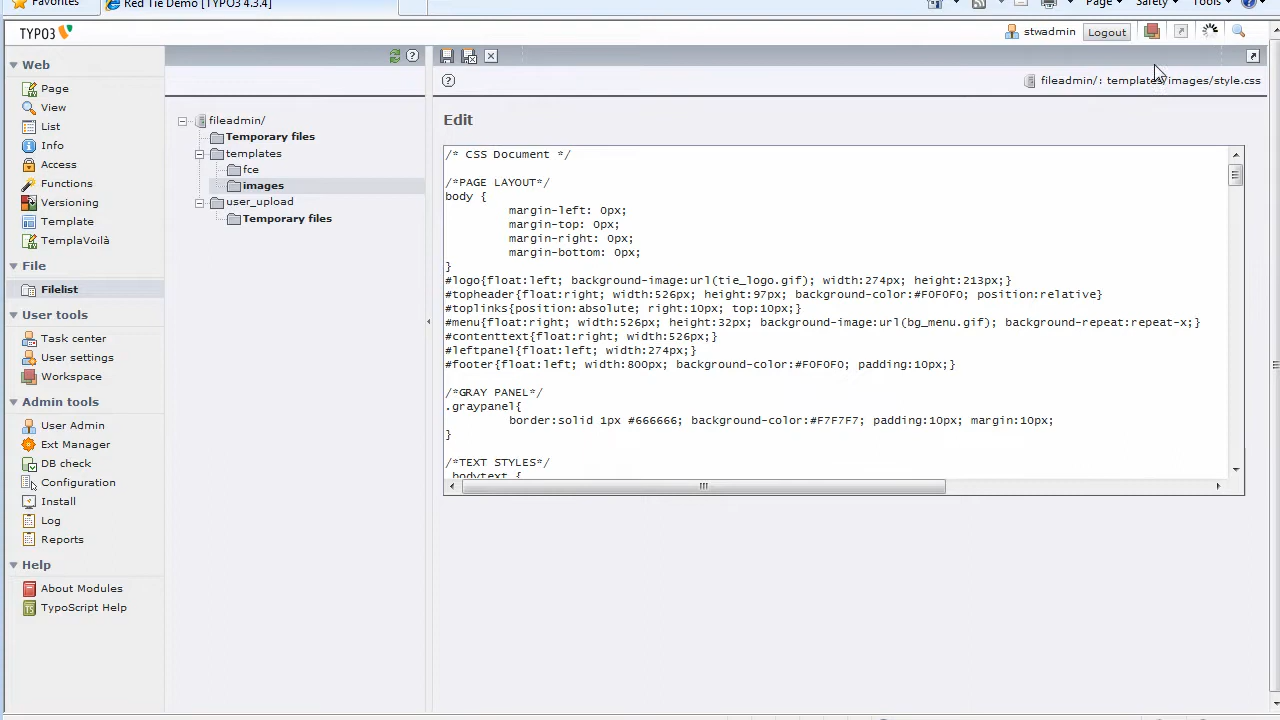 Favorites
Red Tie Demo [TYPO3 4.3.4]
Page
Safety
Tools
TYPO3
stwadmin
Logout
fileadmin/: template
/images/style.css
Web
Page
View
List
Info
Access
Functions
Versioning
Template
TemplaVoilà
File
Filelist
User tools
Task center
User settings
Workspace
Admin tools
User Admin
Ext Manager
DB check
Configuration
Install
Log
Reports
Help
About Modules
TypoScript Help
fileadmin/
Temporary files
templates
fce
images
user_upload
Temporary files
Edit
/* CSS Document */
/*PAGE LAYOUT*/
body {
margin-left: 0px;
margin-top: 0px;
margin-right: 0px;
margin-bottom: 0px;
}
#logo{float:left; background-image:url(tie_logo.gif); width:274px; height:213px;}
#topheader{float:right; width:526px; height:97px; background-color:#F0F0F0; position:relative}
#toplinks{position:absolute; right:10px; top:10px;}
#menu{float:right; width:526px; height:32px; background-image:url(bg_menu.gif); background-repeat:repeat-x;}
#contenttext{float:right; width:526px;}
#leftpanel{float:left; width:274px;}
#footer{float:left; width:800px; background-color:#F0F0F0; padding:10px;}
/*GRAY PANEL*/
.graypanel{
border:solid 1px #666666; background-color:#F7F7F7; padding:10px; margin:10px;
}
/*TEXT STYLES*/
.bodytext {